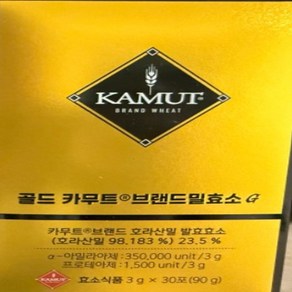 KAMUT®
BRAND WHEAT
골드 카무트®브랜드밀효소 G
카무트®브랜드 호라산밀 발효효소
(호라산밀 98.183 %) 23.5 %
α-아밀라아제 : 350,000 unit/3 g
프로테아제 : 1,500 unit/3 g
KAMUT
효소식품 3 g × 30포(90 g)